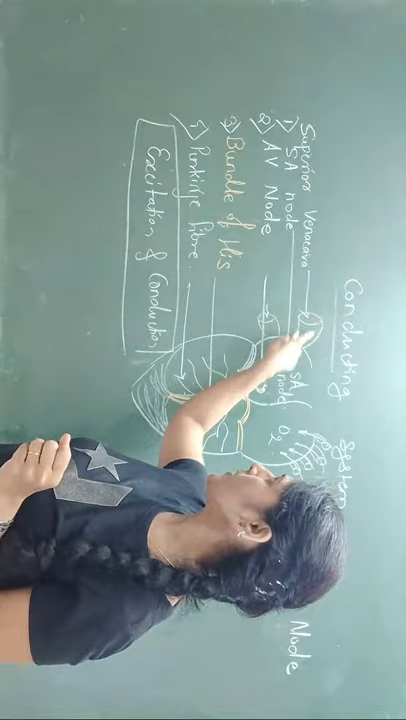 Conducting System
Node
Superior Venacava
1) SA node
2) AV Node
3) Bundle of His
4) Purkinje fibre.
Excitation & Conduction
SA
node
O2